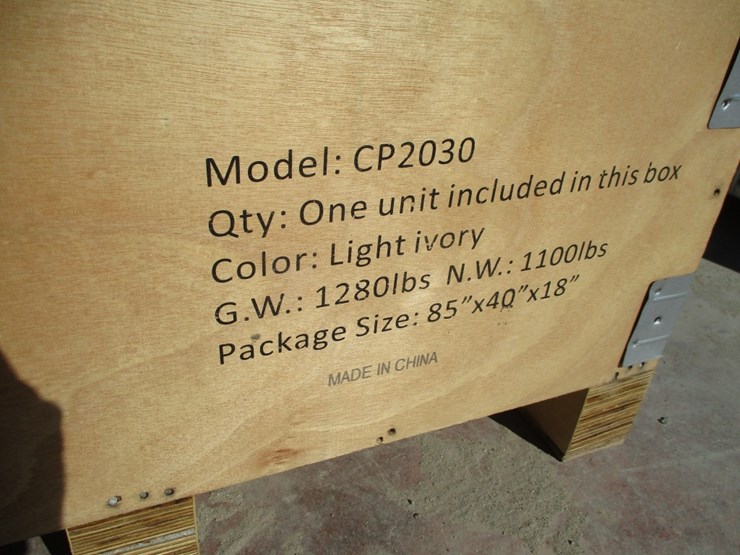 Model: CP2030
Qty: One unit included in this box
Color: Light ivory
G.W.: 1280lbs N.W.: 1100lbs
Package Size: 85”x40”x18”
MADE IN CHINA